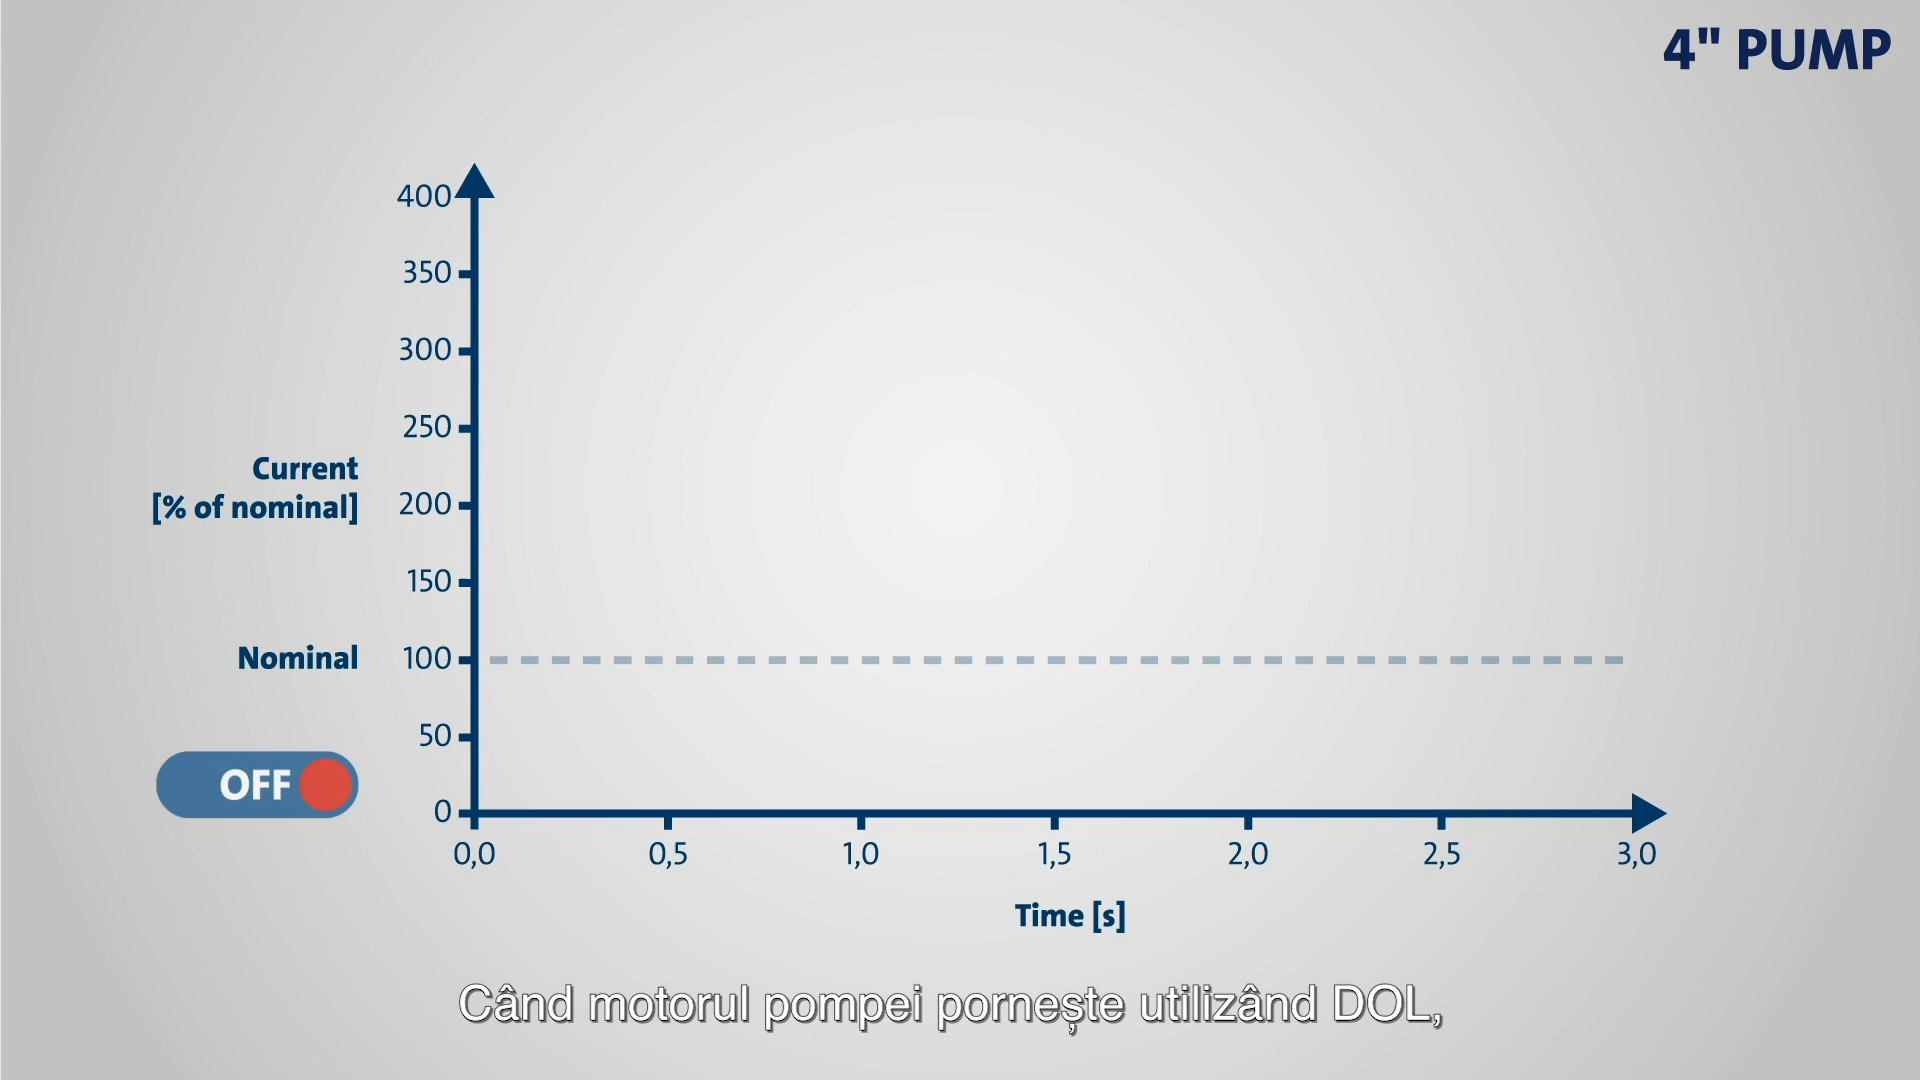 4" PUMP
400
350
300
250
Current
[% of nominal]
200
150
Nominal
100
50
OFF
0
0,0 0,5 1,0 1,5 2,0 2,5 3,0
Time [s]
Când motorul pompei pornește utilizând DOL,